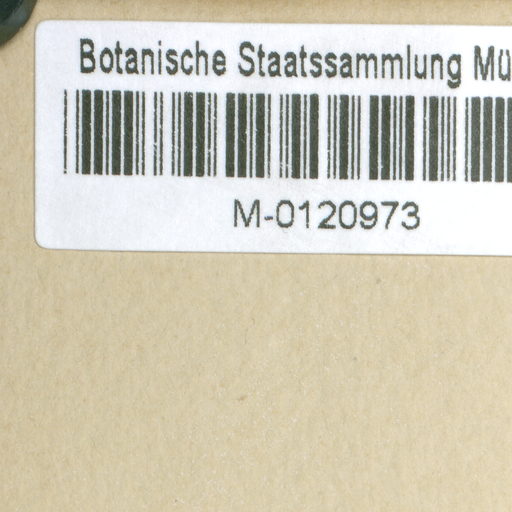 Botanische Staatssammlung Mü
M-0120973